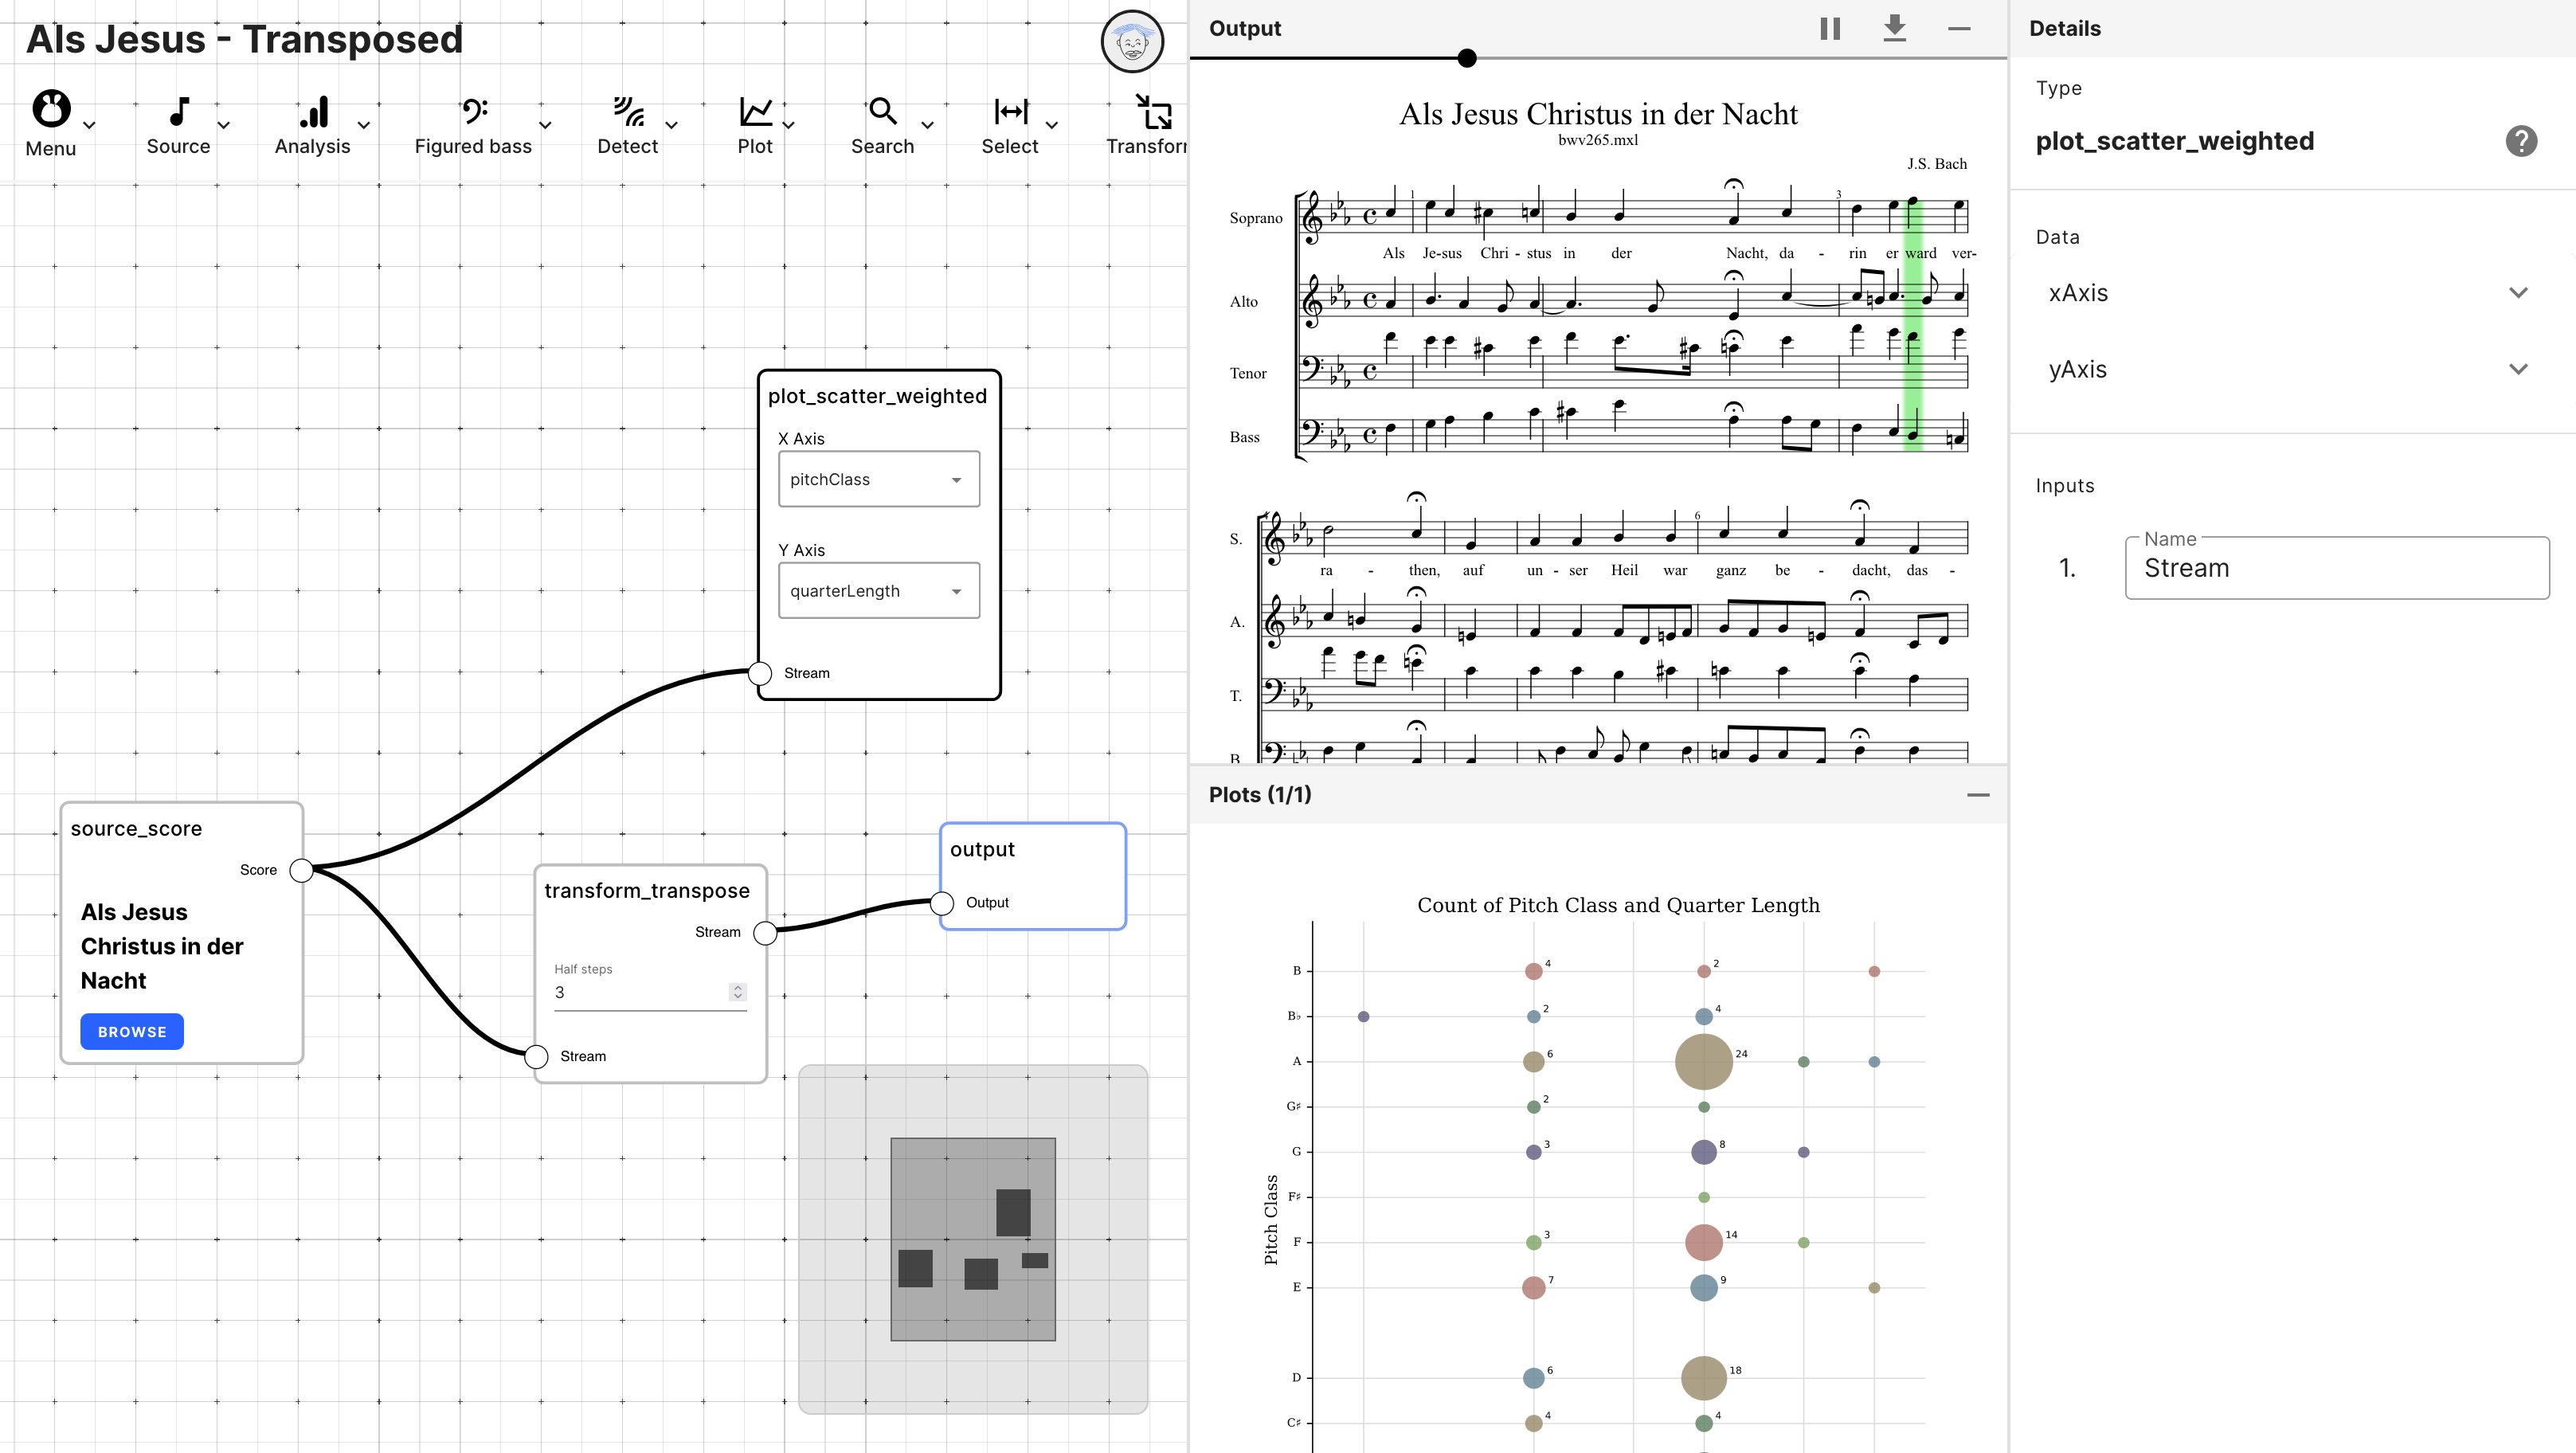 Als Jesus - Transposed
Menu
Source
Analysis
Figured bass
Detect
Plot
Search
Select
Transfor
plot_scatter_weighted
X Axis
pitchClass
Y Axis
quarterLength
Stream
source_score
Score
Als Jesus
Christus in der
Nacht
BROWSE
transform_transpose
Stream
Half steps
3
Stream
output
Output
Output
Als Jesus Christus in der Nacht
bwv265.mxl
J.S. Bach
1
3
Soprano
Als Je-sus Chri - stus in der Nacht, da - rin er ward ver-
Alto
Tenor
Bass
S.
6
ra - then, auf un - ser Heil war ganz be - dacht, das -
A.
T.
B.
Plots (1/1)
Count of Pitch Class and Quarter Length
Pitch Class
B 4 2
B♭ 2 4
A 6 24
G♯ 2
G 3 8
F♯
F 3 14
E 7 9
D 6 18
C♯ 4 4
Details
Type
plot_scatter_weighted
?
Data
xAxis
yAxis
Inputs
1.
Name
Stream